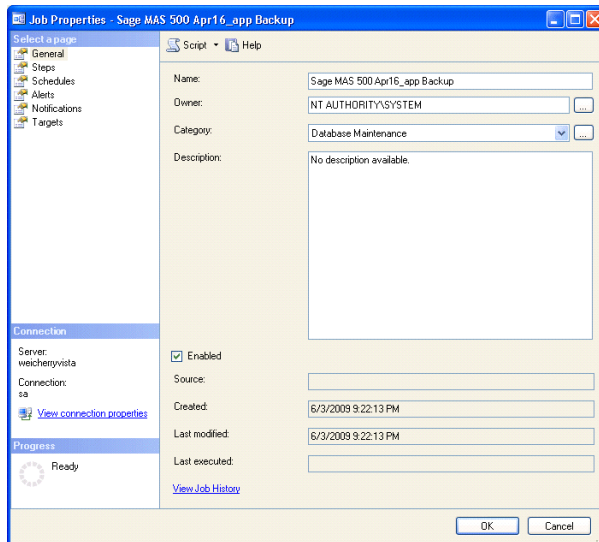 Job Properties - Sage MAS 500 Apr16_app Backup
Select a page
General
Steps
Schedules
Alerts
Notifications
Targets
Script Help
Name: Sage MAS 500 Apr16_app Backup
Owner: NT AUTHORITY\SYSTEM ...
Category: Database Maintenance ...
Description: No description available.
Enabled
Source:
Created: 6/3/2009 9:22:13 PM
Last modified: 6/3/2009 9:22:13 PM
Last executed:
View Job History
Connection
Server:
weicherryvista
Connection:
sa
View connection properties
Progress
Ready
OK Cancel